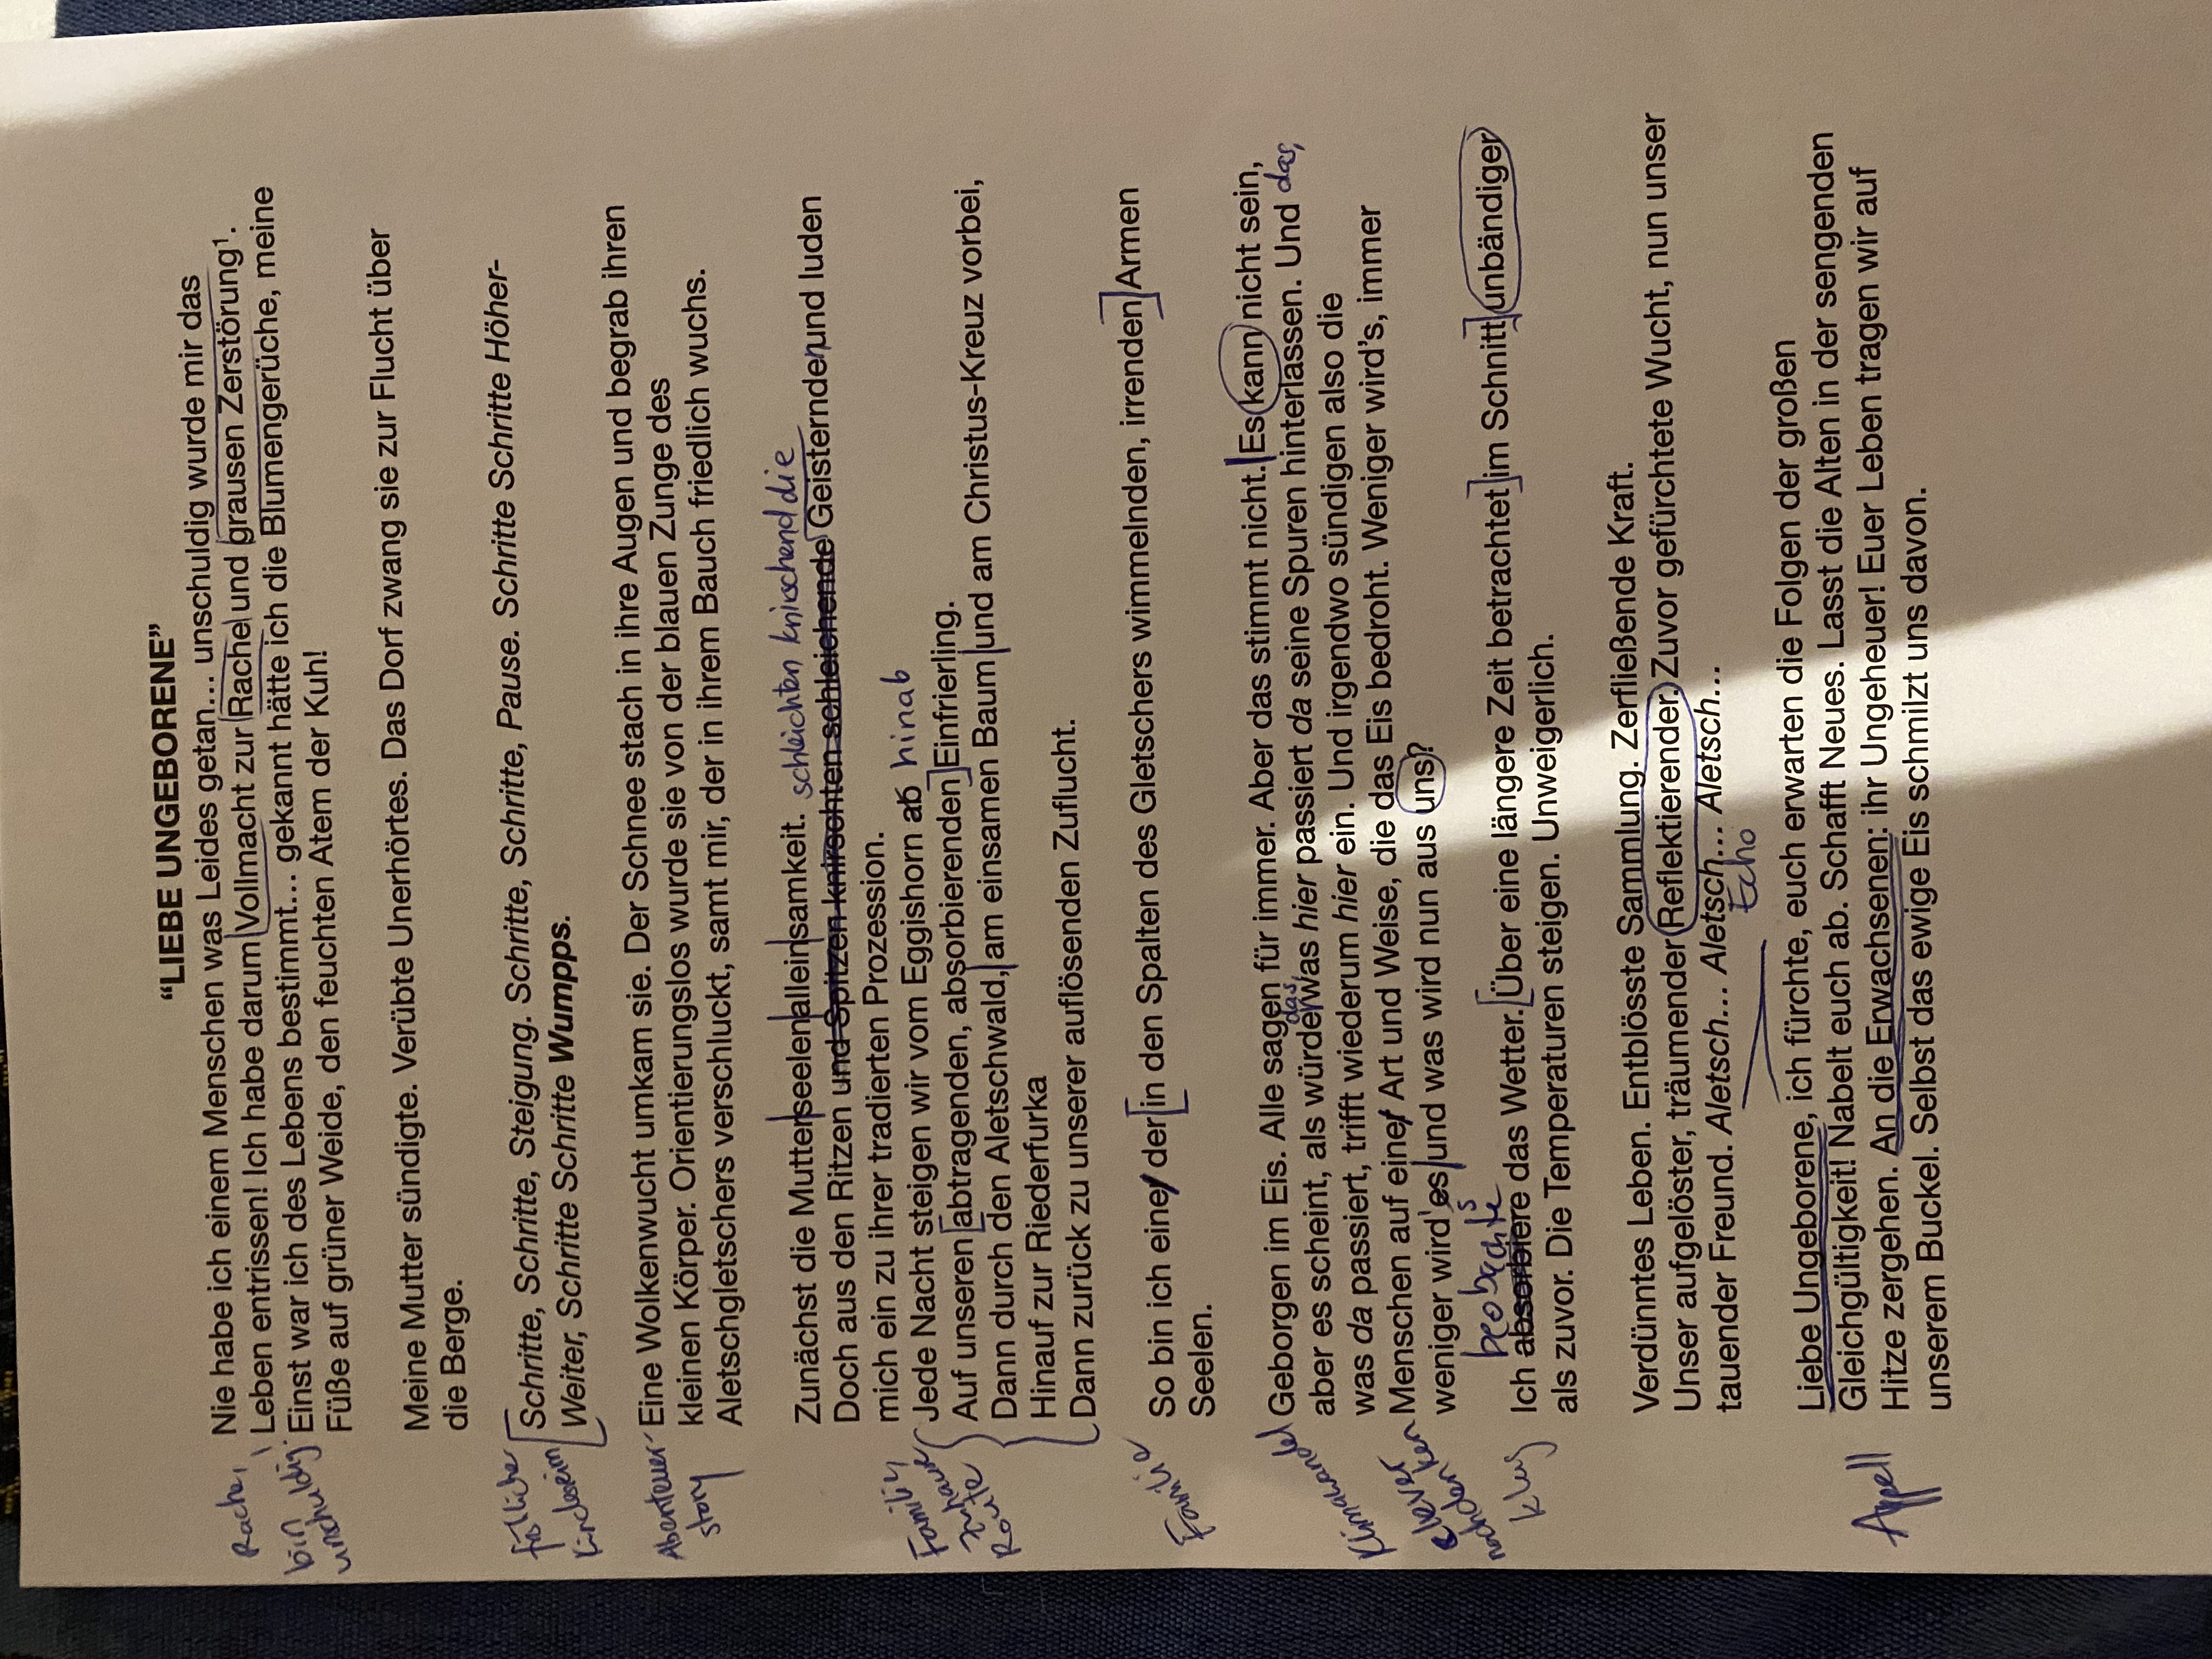 “LIEBE UNGEBORENE”
Nie habe ich einem Menschen was Leides getan... unschuldig wurde mir das
Rache,
Leben entrissen! Ich habe darum Vollmacht zur Rache und grausen Zerstörung¹.
bin
Einst war ich des Lebens bestimmt... gekannt hätte ich die Blumengerüche, meine
unschuldig!
Füße auf grüner Weide, den feuchten Atem der Kuh!
Meine Mutter sündigte. Verübte Unerhörtes. Das Dorf zwang sie zur Flucht über
die Berge.
frölicher
Schritte, Schritte, Steigung. Schritte, Schritte, Pause. Schritte Schritte Höher-
Kinderreim
Weiter, Schritte Schritte Wumpps.
Abenteuer-
Eine Wolkenwucht umkam sie. Der Schnee stach in ihre Augen und begrab ihren
story
kleinen Körper. Orientierungslos wurde sie von der blauen Zunge des
Aletschgletschers verschluckt, samt mir, der in ihrem Bauch friedlich wuchs.
Zunächst die Mutter|seelen|allein|samkeit. schleichten knirschend die
Doch aus den Ritzen und Spitzen knirschten schleichende Geisternden und luden
mich ein zu ihrer tradierten Prozession.
Familie,
Jede Nacht steigen wir vom Eggishorn ab hinab
Zuhause
Auf unseren [abtragenden, absorbierenden] Einfrierling.
Route
Dann durch den Aletschwald,| am einsamen Baum |und am Christus-Kreuz vorbei,
Hinauf zur Riederfurka
Dann zurück zu unserer auflösenden Zuflucht.
Familie
So bin ich einer der [in den Spalten des Gletschers wimmelnden, irrenden] Armen
Seelen.
Klimawandel
Geborgen im Eis. Alle sagen für immer. Aber das stimmt nicht.| Es kann nicht sein,
das,
aber es scheint, als würde was hier passiert da seine Spuren hinterlassen. Und das,
was da passiert, trifft wiederum hier ein. Und irgendwo sündigen also die
clever
Menschen auf einer Art und Weise, die das Eis bedroht. Weniger wird’s, immer
nachdenken
weniger wird'es |und was wird nun aus uns?
s
beobachte
klug
Ich absorbiere das Wetter. [Über eine längere Zeit betrachtet] im Schnitt] unbändiger
als zuvor. Die Temperaturen steigen. Unweigerlich.
Verdünntes Leben. Entblösste Sammlung. Zerfließende Kraft.
Unser aufgelöster, träumender Reflektierender. Zuvor gefürchtete Wucht, nun unser
tauender Freund. Aletsch... Aletsch... Aletsch...
Echo
Liebe Ungeborene, ich fürchte, euch erwarten die Folgen der großen
Gleichgültigkeit! Nabelt euch ab. Schafft Neues. Lasst die Alten in der sengenden
Appell
Hitze zergehen. An die Erwachsenen: ihr Ungeheuer! Euer Leben tragen wir auf
unserem Buckel. Selbst das ewige Eis schmilzt uns davon.